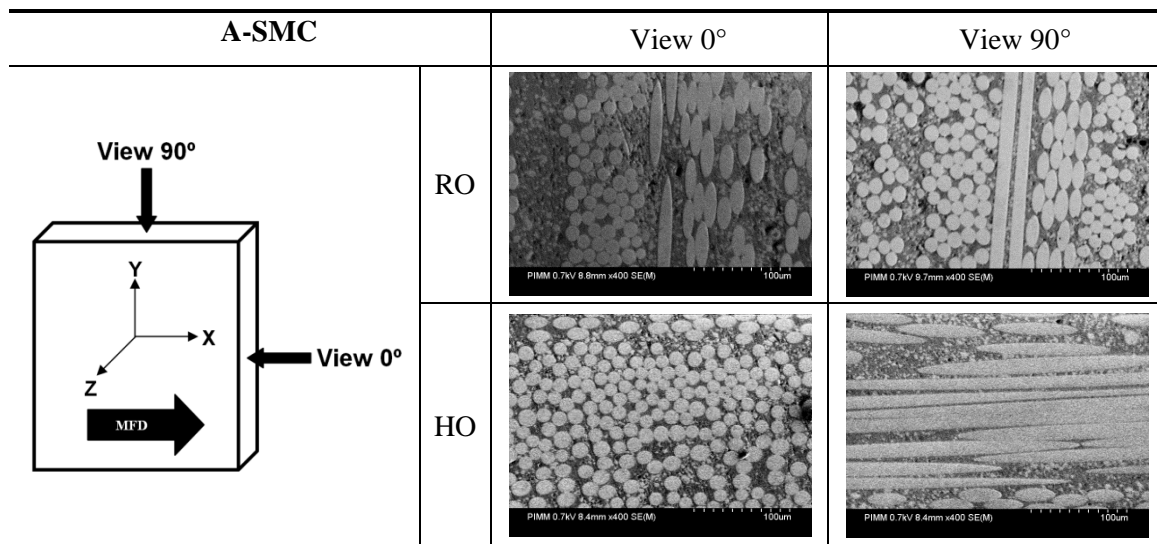 A-SMC
View 0°
View 90°
View 90º
Y
X
Z
View 0º
MFD
RO
PIMM 0.7kV 8.8mm x400 SE(M)
100um
PIMM 0.7kV 9.7mm x400 SE(M)
100um
HO
PIMM 0.7kV 8.4mm x400 SE(M)
100um
PIMM 0.7kV 8.4mm x400 SE(M)
100um